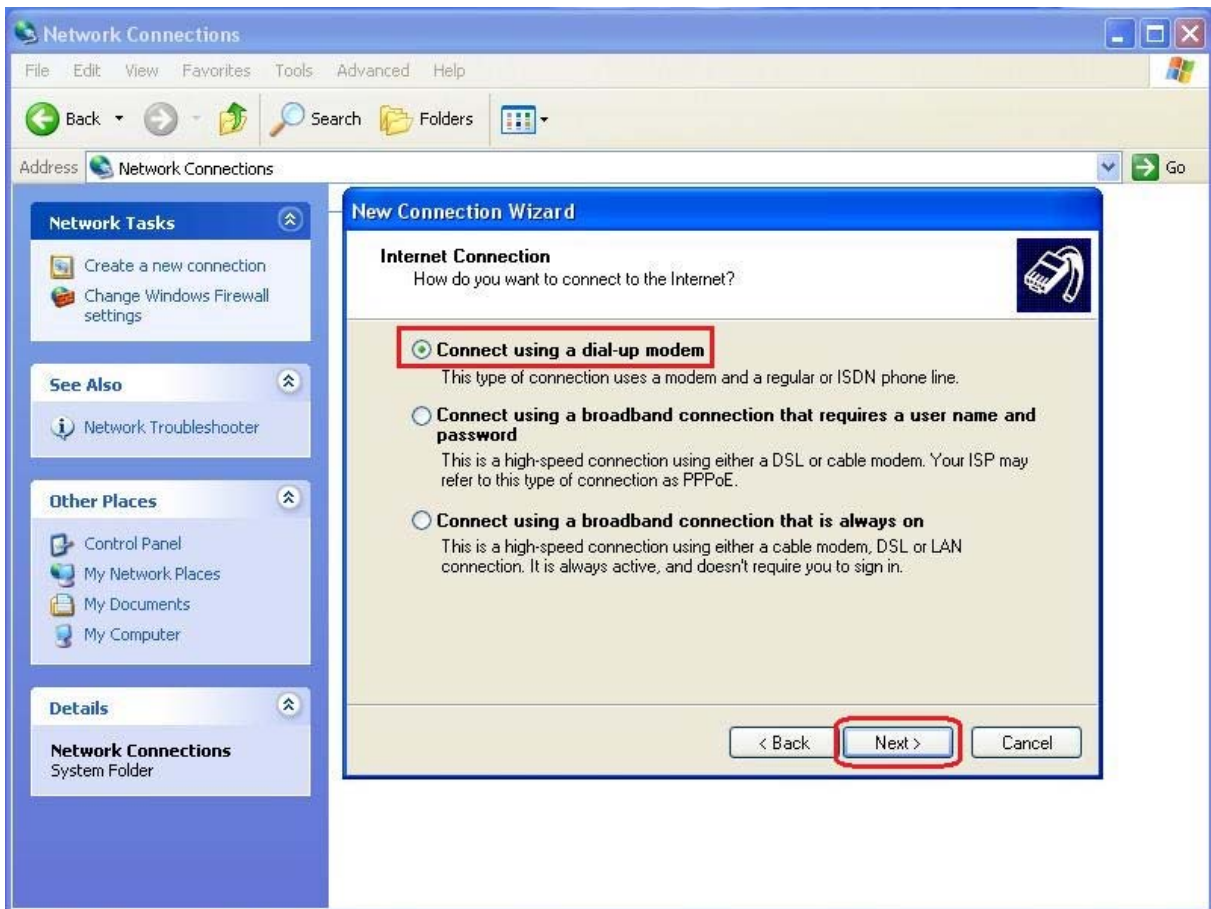 Network Connections
File Edit View Favorites Tools Advanced Help
Back Search Folders
Address Network Connections Go
Network Tasks
Create a new connection
Change Windows Firewall
settings
See Also
Network Troubleshooter
Other Places
Control Panel
My Network Places
My Documents
My Computer
Details
Network Connections
System Folder
New Connection Wizard
Internet Connection
How do you want to connect to the Internet?
Connect using a dial-up modem
This type of connection uses a modem and a regular or ISDN phone line.
Connect using a broadband connection that requires a user name and
password
This is a high-speed connection using either a DSL or cable modem. Your ISP may
refer to this type of connection as PPPoE.
Connect using a broadband connection that is always on
This is a high-speed connection using either a cable modem, DSL or LAN
connection. It is always active, and doesn't require you to sign in.
< Back Next > Cancel